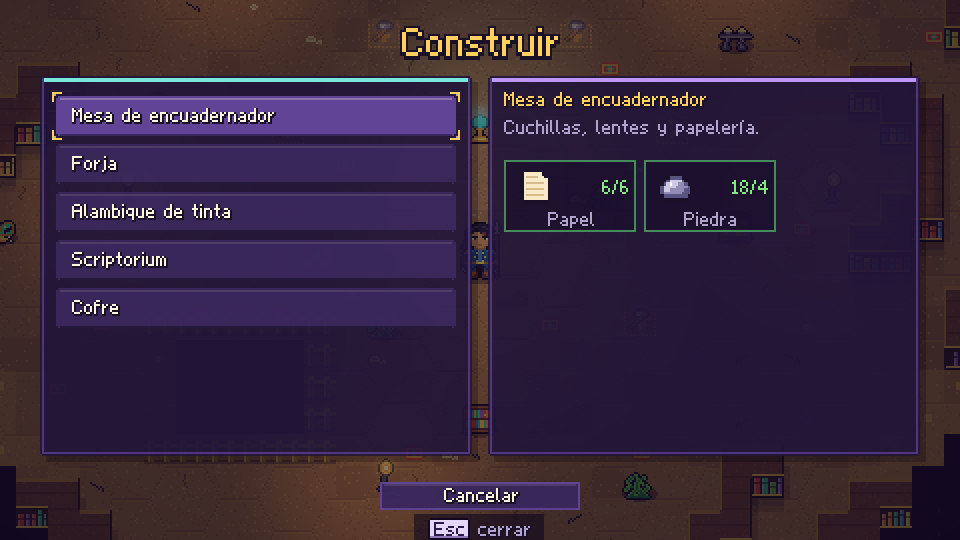 Construir
Mesa de encuadernador
Forja
Alambique de tinta
Scriptorium
Cofre
Mesa de encuadernador
Cuchillas, lentes y papelería.
6/6
Papel
18/4
Piedra
Cancelar
Esc cerrar